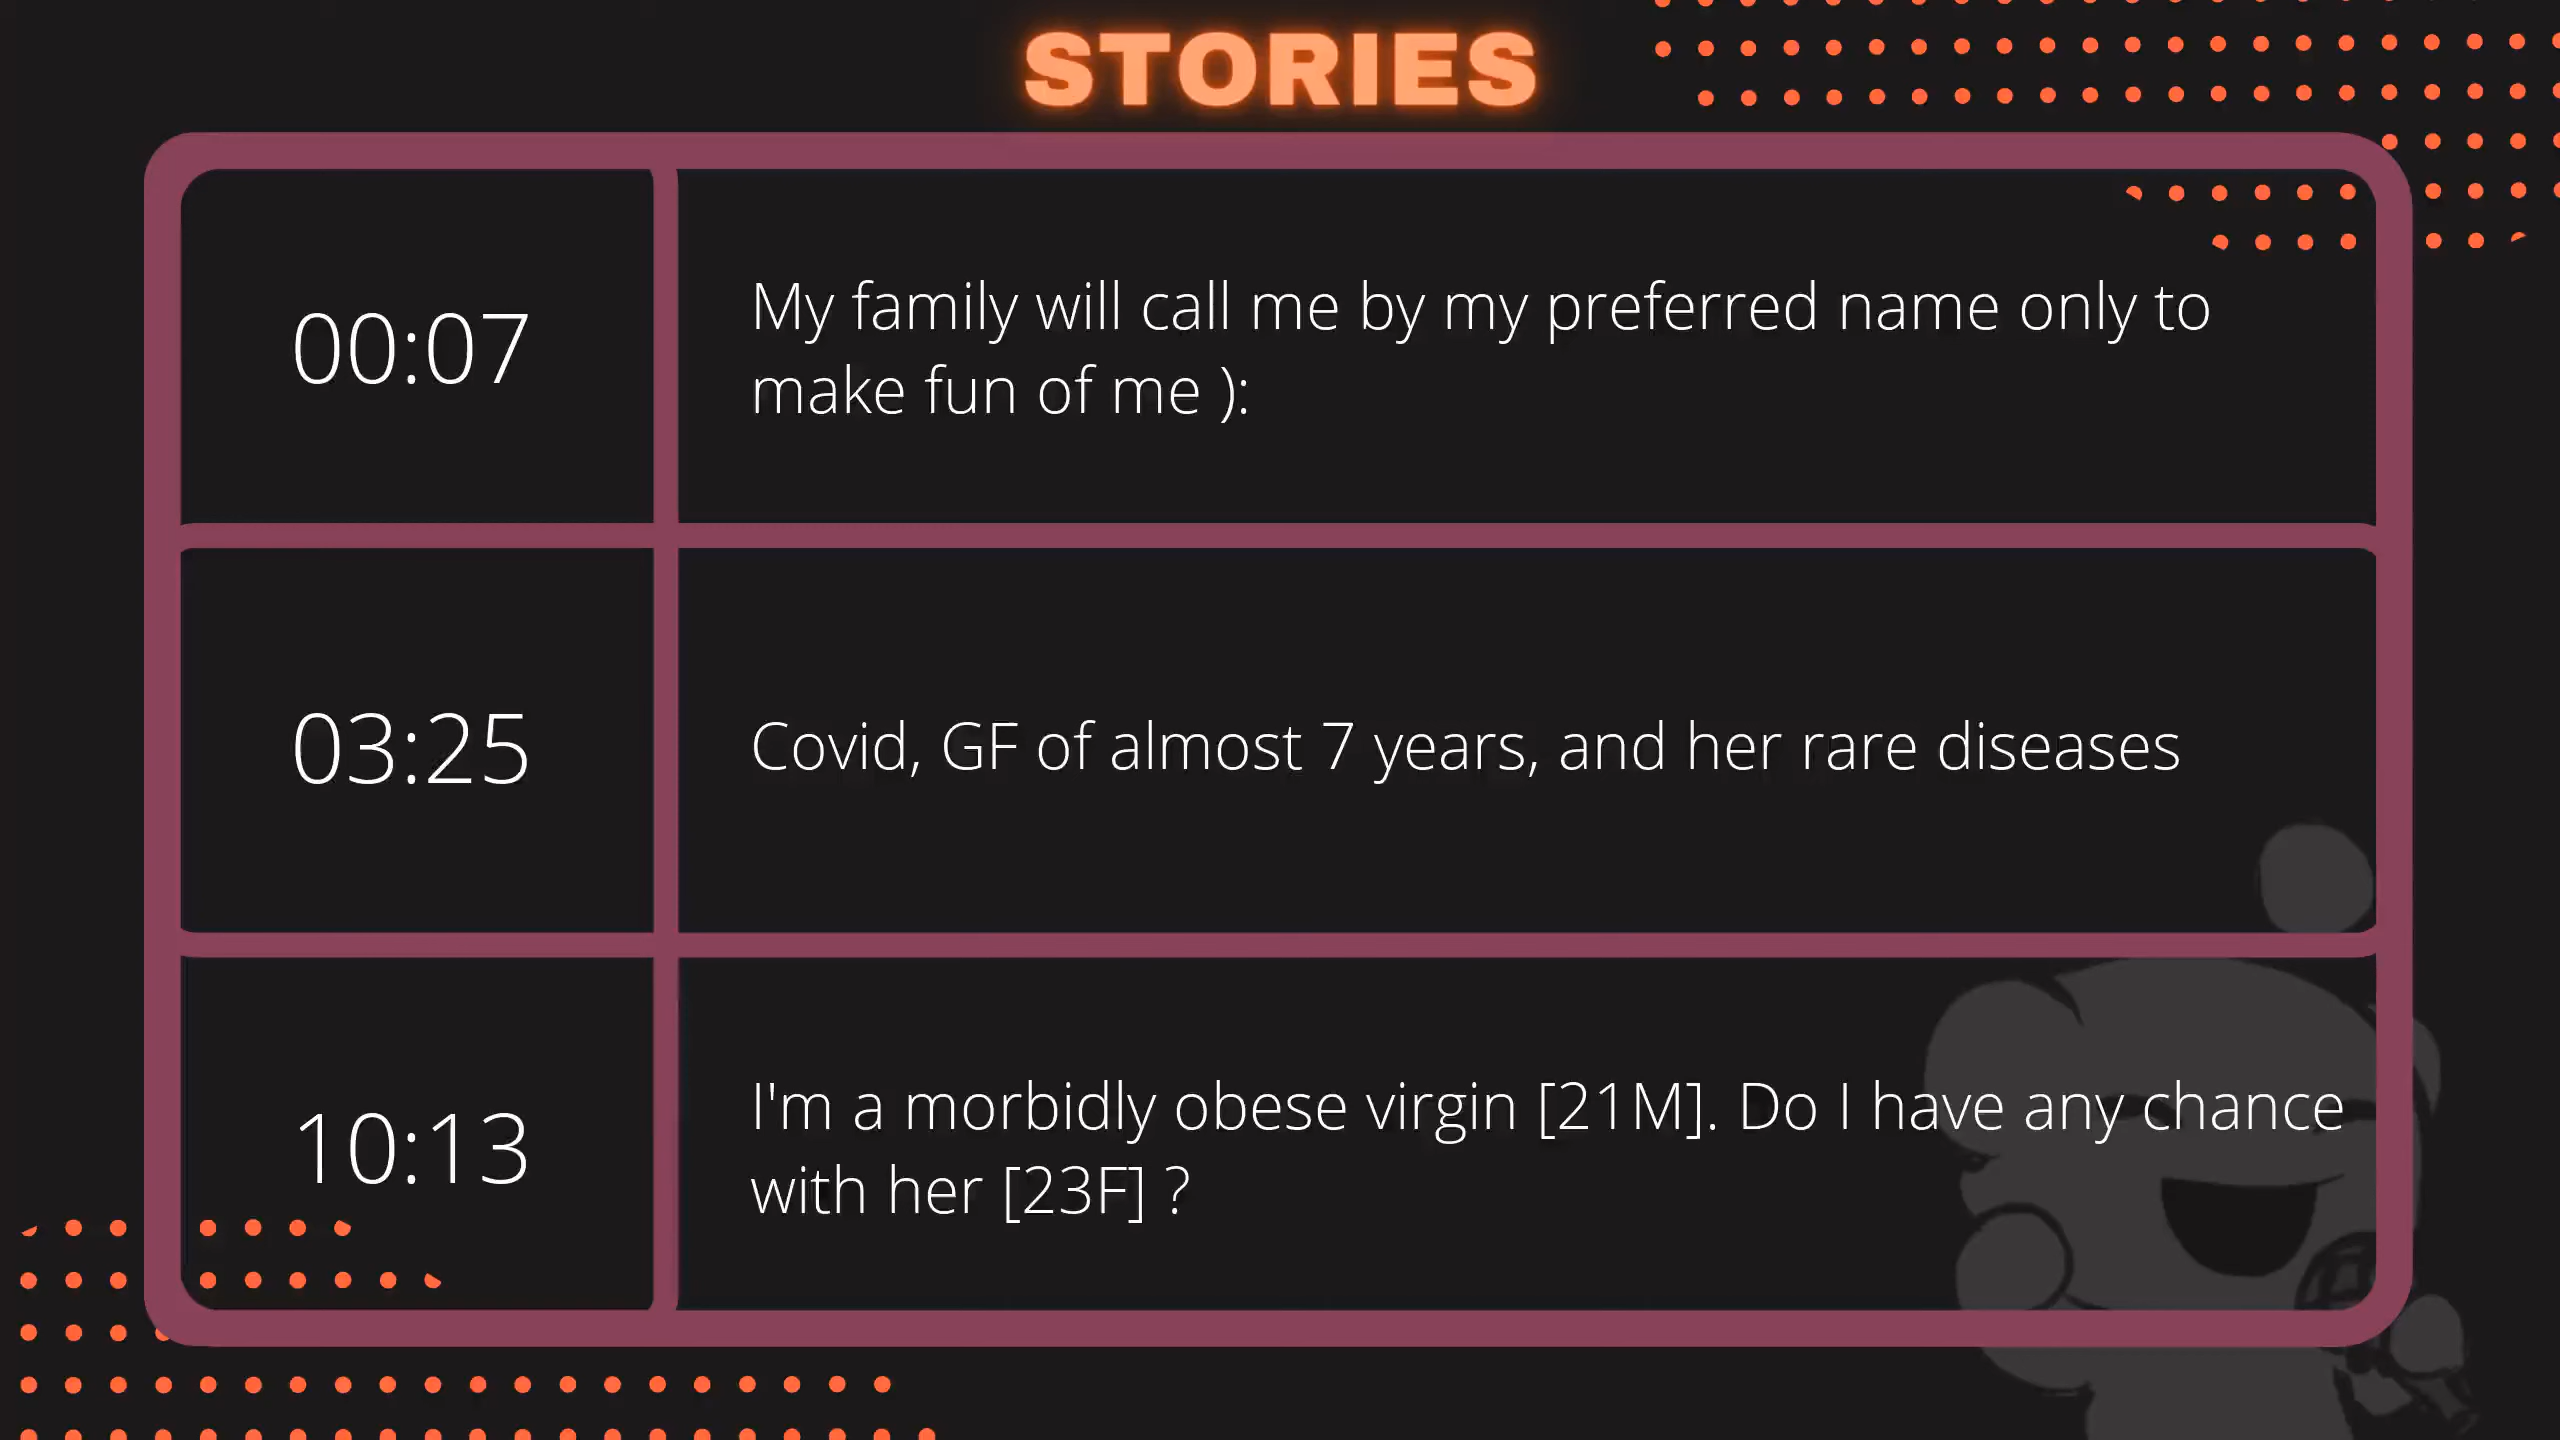 STORIES
00:07
My family will call me by my preferred name only to
make fun of me ):
03:25
Covid, GF of almost 7 years, and her rare diseases
10:13
I'm a morbidly obese virgin [21M]. Do I have any chance
with her [23F] ?